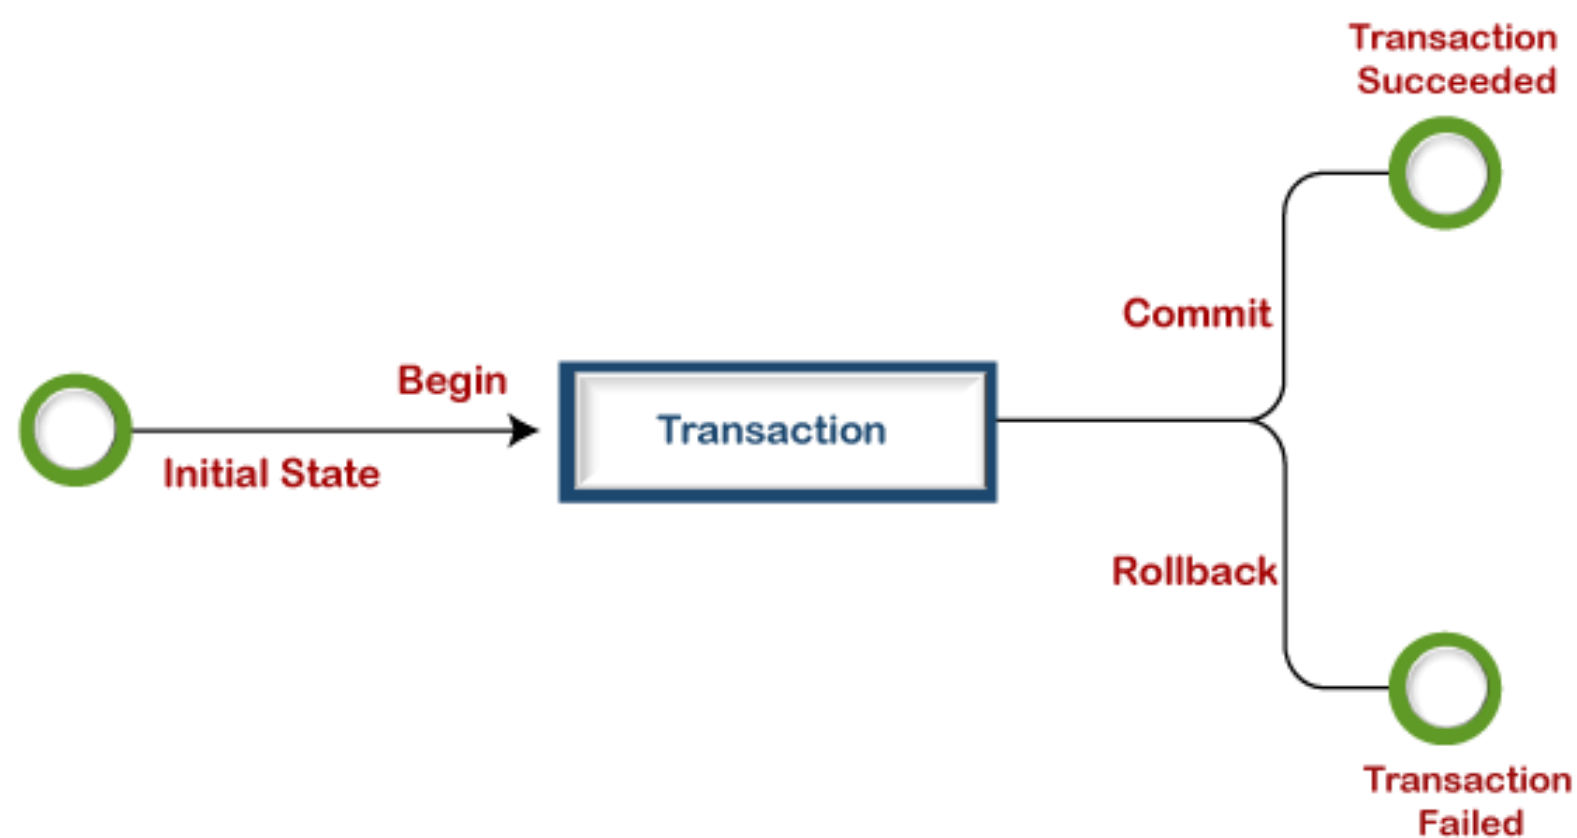 Transaction
Succeeded
Commit
Begin
Transaction
Initial State
Rollback
Transaction
Failed